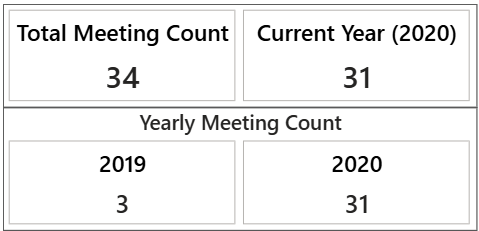 Total Meeting Count
34
Current Year (2020)
31
Yearly Meeting Count
2019
3
2020
31